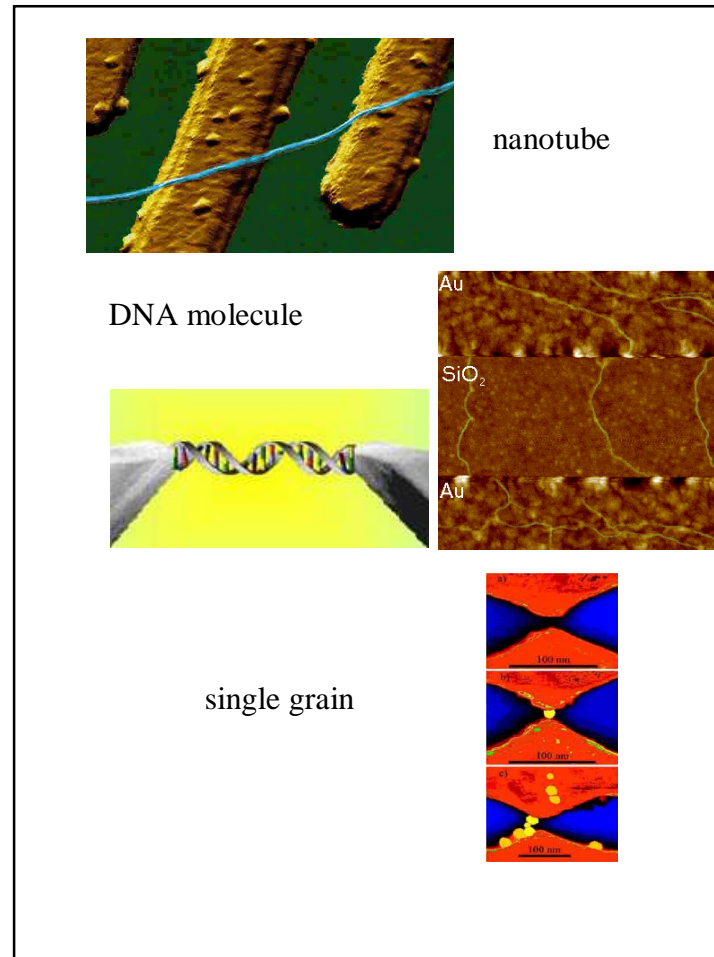 nanotube
DNA molecule
Au
SiO₂
Au
single grain
a)
100 nm
b)
100 nm
c)
100 nm